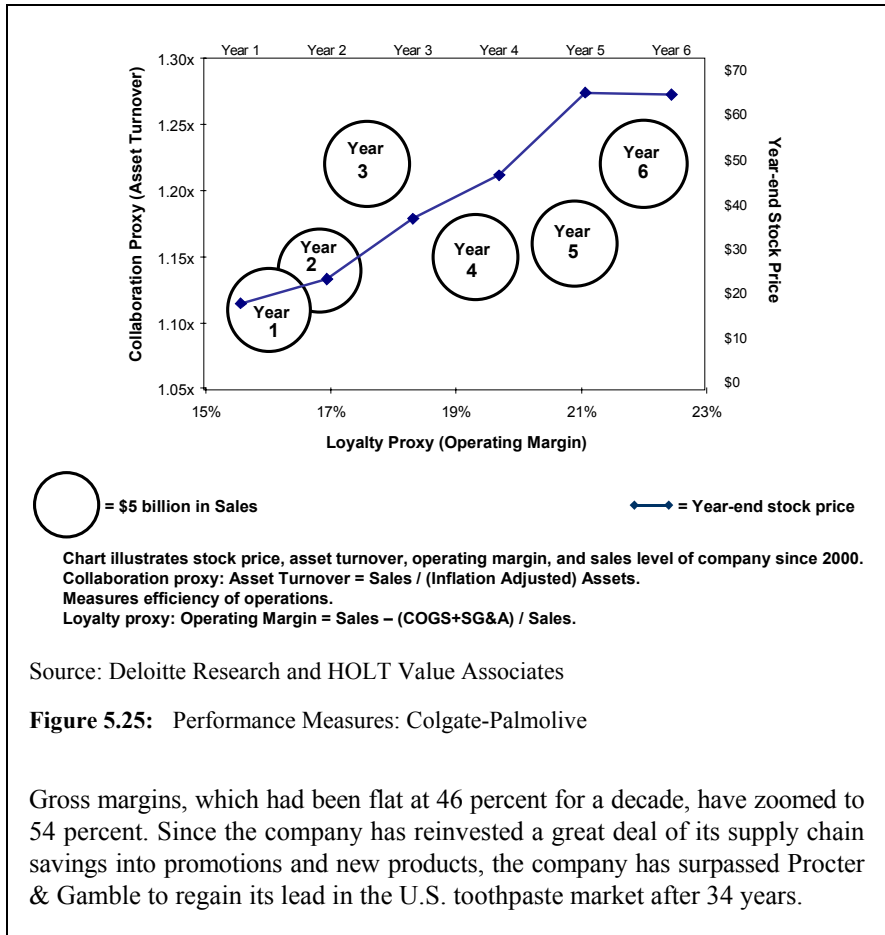 Year 1 Year 2 Year 3 Year 4 Year 5 Year 6
1.30x
1.25x
1.20x
1.15x
1.10x
1.05x
Collaboration Proxy (Asset Turnover)
Year
3
Year
6
Year
2
Year
4
Year
5
Year
1
$70
$60
$50
$40
$30
$20
$10
$0
Year-end Stock Price
15% 17% 19% 21% 23%
Loyalty Proxy (Operating Margin)
= $5 billion in Sales
= Year-end stock price
Chart illustrates stock price, asset turnover, operating margin, and sales level of company since 2000.
Collaboration proxy: Asset Turnover = Sales / (Inflation Adjusted) Assets.
Measures efficiency of operations.
Loyalty proxy: Operating Margin = Sales – (COGS+SG&A) / Sales.
Source: Deloitte Research and HOLT Value Associates
Figure 5.25: Performance Measures: Colgate-Palmolive
Gross margins, which had been flat at 46 percent for a decade, have zoomed to
54 percent. Since the company has reinvested a great deal of its supply chain
savings into promotions and new products, the company has surpassed Procter
& Gamble to regain its lead in the U.S. toothpaste market after 34 years.